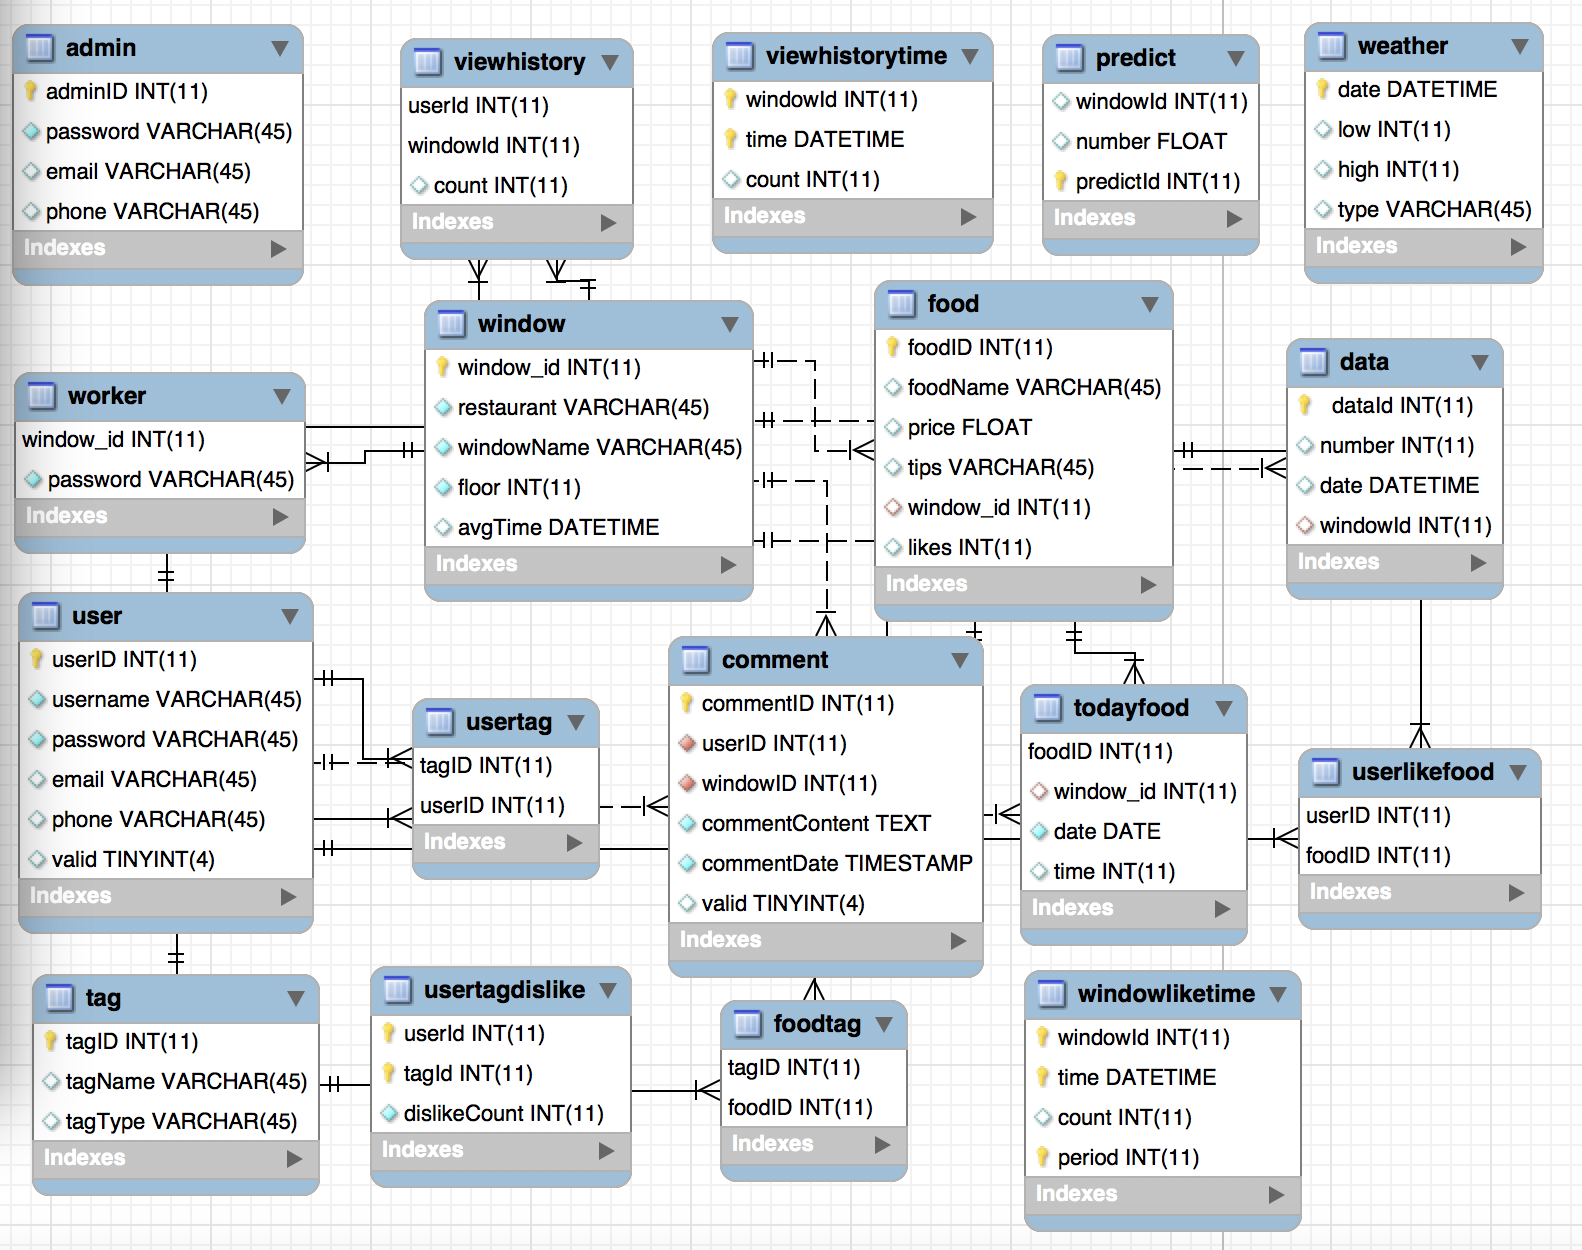 admin
adminID INT(11)
password VARCHAR(45)
email VARCHAR(45)
phone VARCHAR(45)
Indexes
viewhistory
userId INT(11)
windowId INT(11)
count INT(11)
Indexes
viewhistorytime
windowId INT(11)
time DATETIME
count INT(11)
Indexes
predict
windowId INT(11)
number FLOAT
predictId INT(11)
Indexes
weather
date DATETIME
low INT(11)
high INT(11)
type VARCHAR(45)
Indexes
worker
window_id INT(11)
password VARCHAR(45)
Indexes
window
window_id INT(11)
restaurant VARCHAR(45)
windowName VARCHAR(45)
floor INT(11)
avgTime DATETIME
Indexes
food
foodID INT(11)
foodName VARCHAR(45)
price FLOAT
tips VARCHAR(45)
window_id INT(11)
likes INT(11)
Indexes
data
dataId INT(11)
number INT(11)
date DATETIME
windowId INT(11)
Indexes
user
userID INT(11)
username VARCHAR(45)
password VARCHAR(45)
email VARCHAR(45)
phone VARCHAR(45)
valid TINYINT(4)
Indexes
usertag
tagID INT(11)
userID INT(11)
Indexes
comment
commentID INT(11)
userID INT(11)
windowID INT(11)
commentContent TEXT
commentDate TIMESTAMP
valid TINYINT(4)
Indexes
todayfood
foodID INT(11)
window_id INT(11)
date DATE
time INT(11)
Indexes
userlikefood
userID INT(11)
foodID INT(11)
Indexes
tag
tagID INT(11)
tagName VARCHAR(45)
tagType VARCHAR(45)
Indexes
usertagdislike
userId INT(11)
tagId INT(11)
dislikeCount INT(11)
Indexes
foodtag
tagID INT(11)
foodID INT(11)
Indexes
windowliketime
windowId INT(11)
time DATETIME
count INT(11)
period INT(11)
Indexes